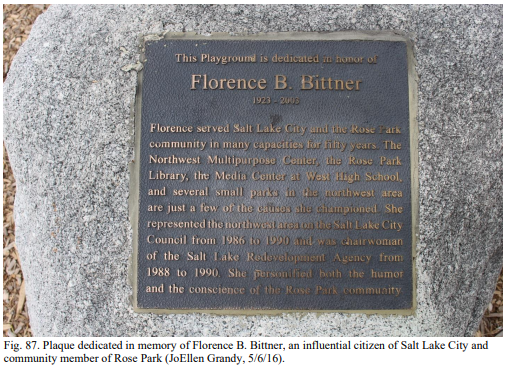 This Playground is dedicated in honor of
Florence B. Bittner
1923 - 2003
Florence served Salt Lake City and the Rose Park
community in many capacities for fifty years. The
Northwest Multipurpose Center, the Rose Park
Library, the Media Center at West High School,
and several small parks in the northwest area
are just a few of the causes she championed. She
represented the northwest area on the Salt Lake City
Council from 1986 to 1990 and was chairwoman
of the Salt Lake Redevelopment Agency from
1988 to 1990. She personified both the humor
and the conscience of the Rose Park community
Fig. 87. Plaque dedicated in memory of Florence B. Bittner, an influential citizen of Salt Lake City and
community member of Rose Park (JoEllen Grandy, 5/6/16).